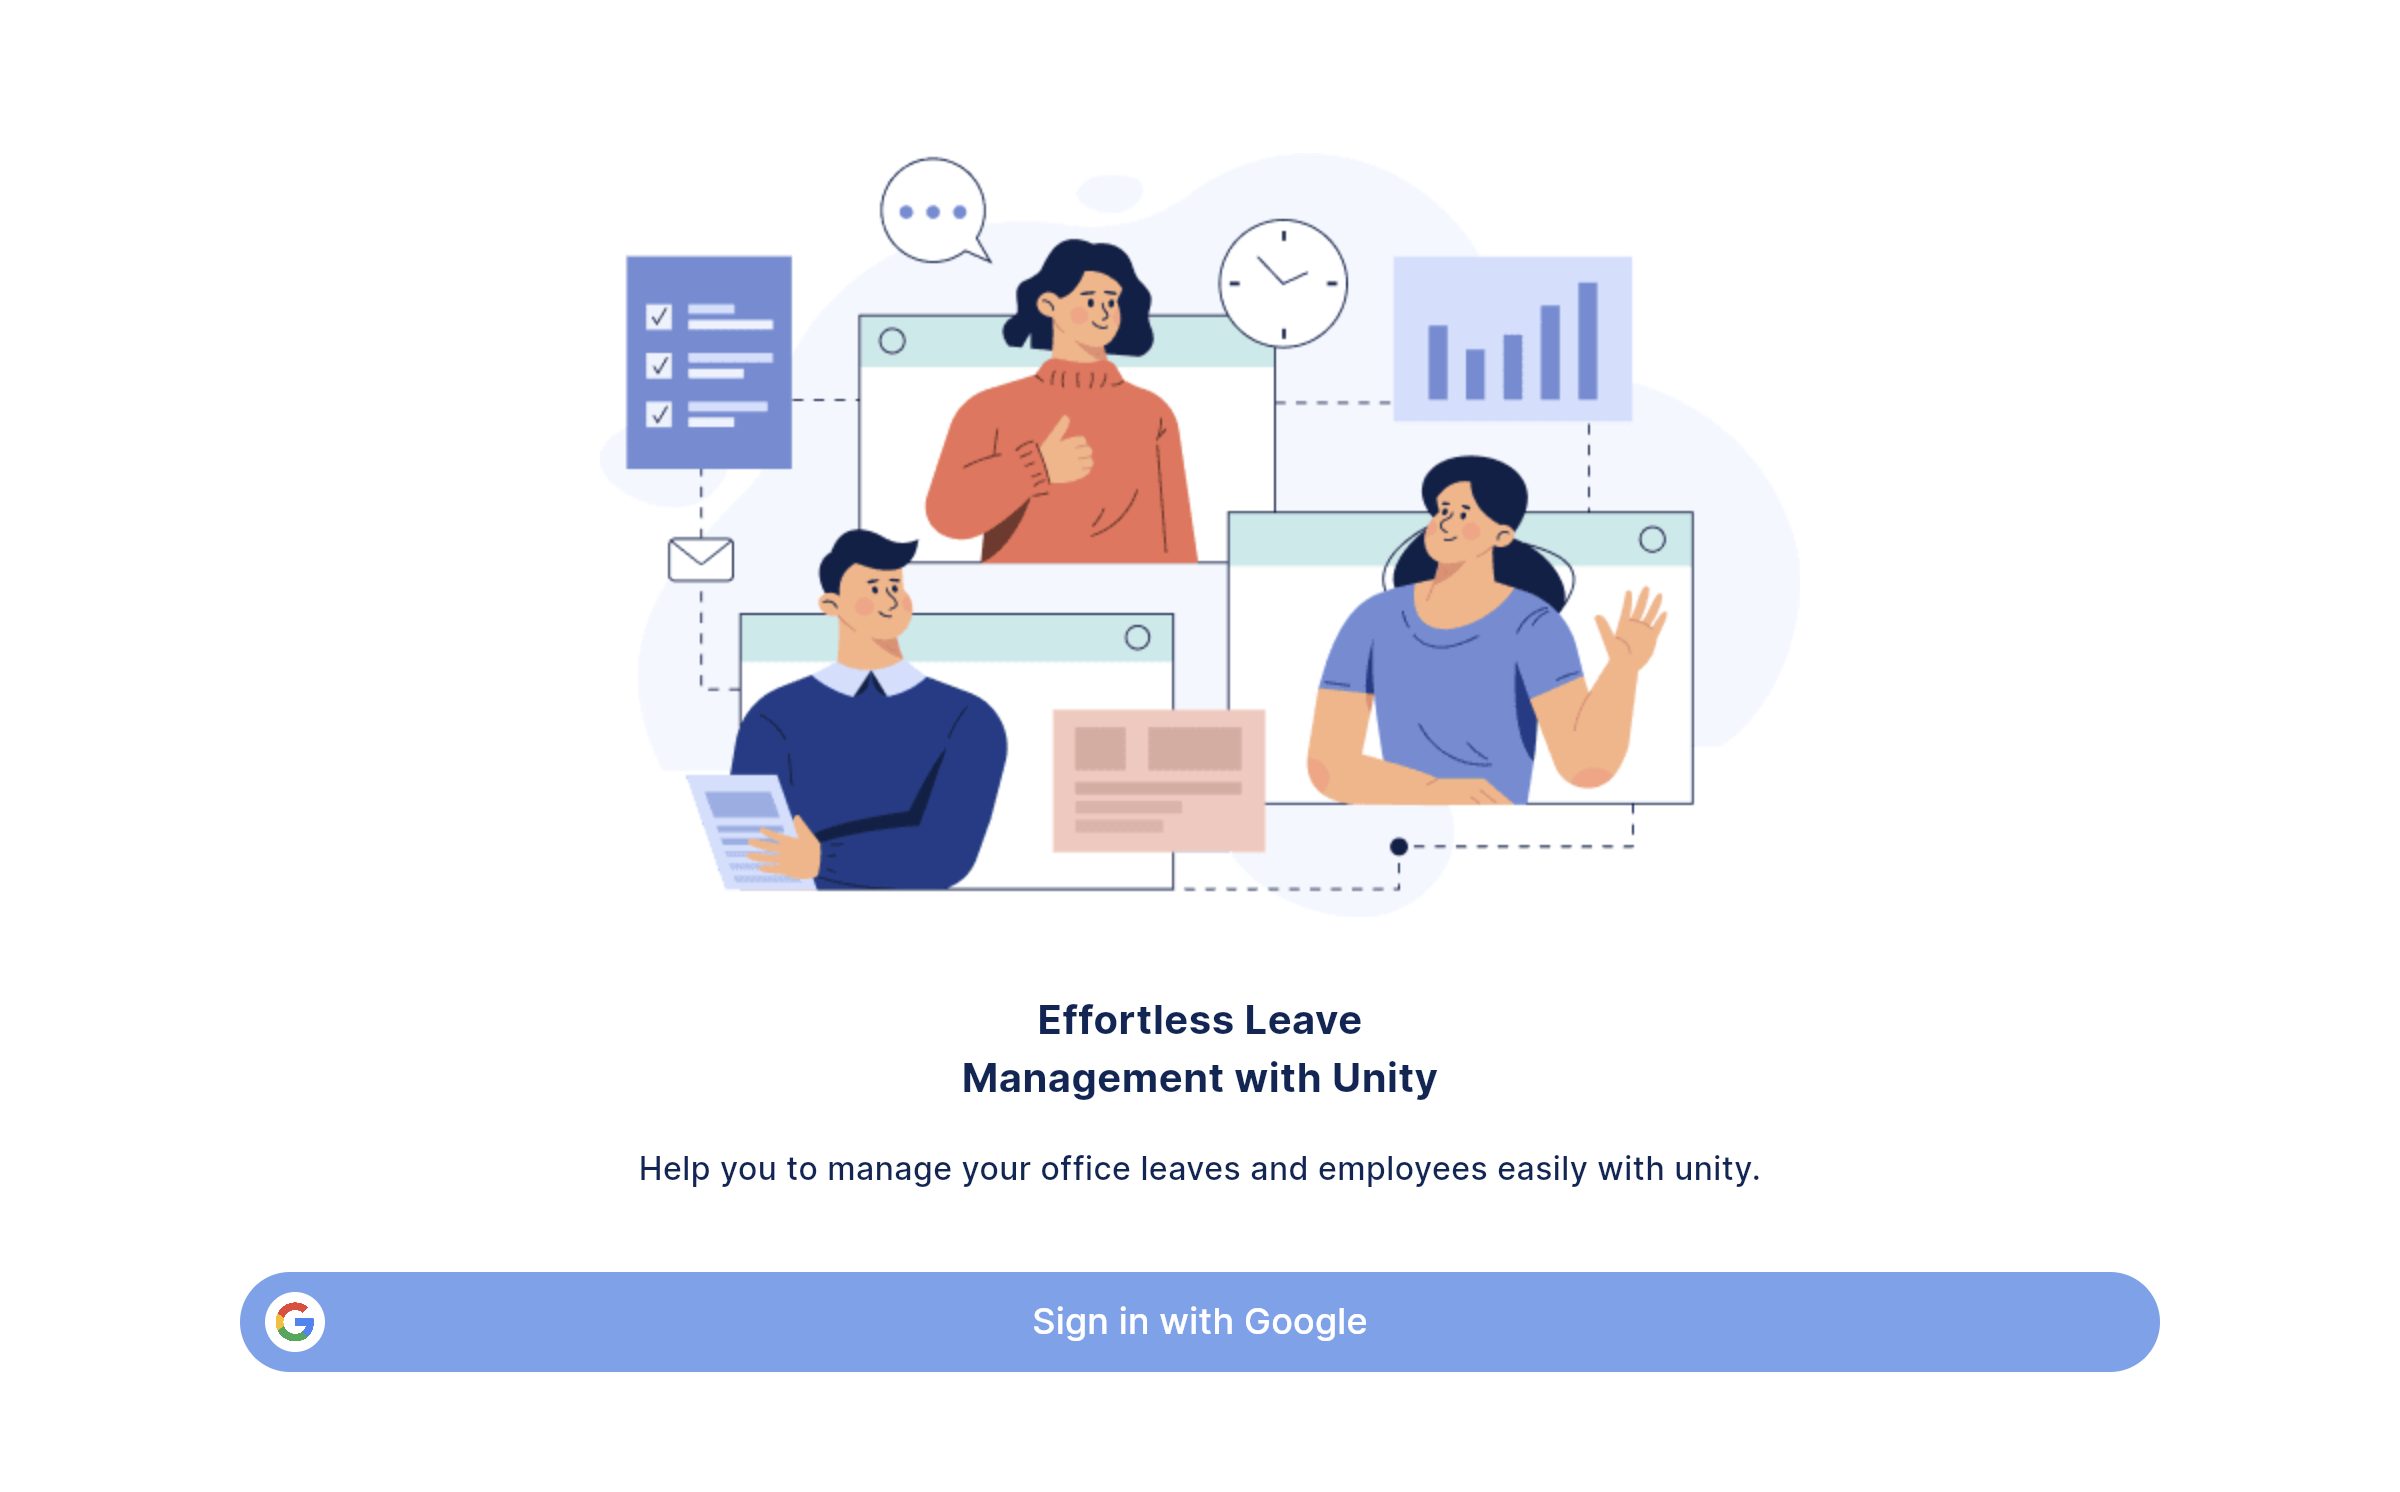 Effortless Leave
Management with Unity
Help you to manage your office leaves and employees easily with unity.
Sign in with Google